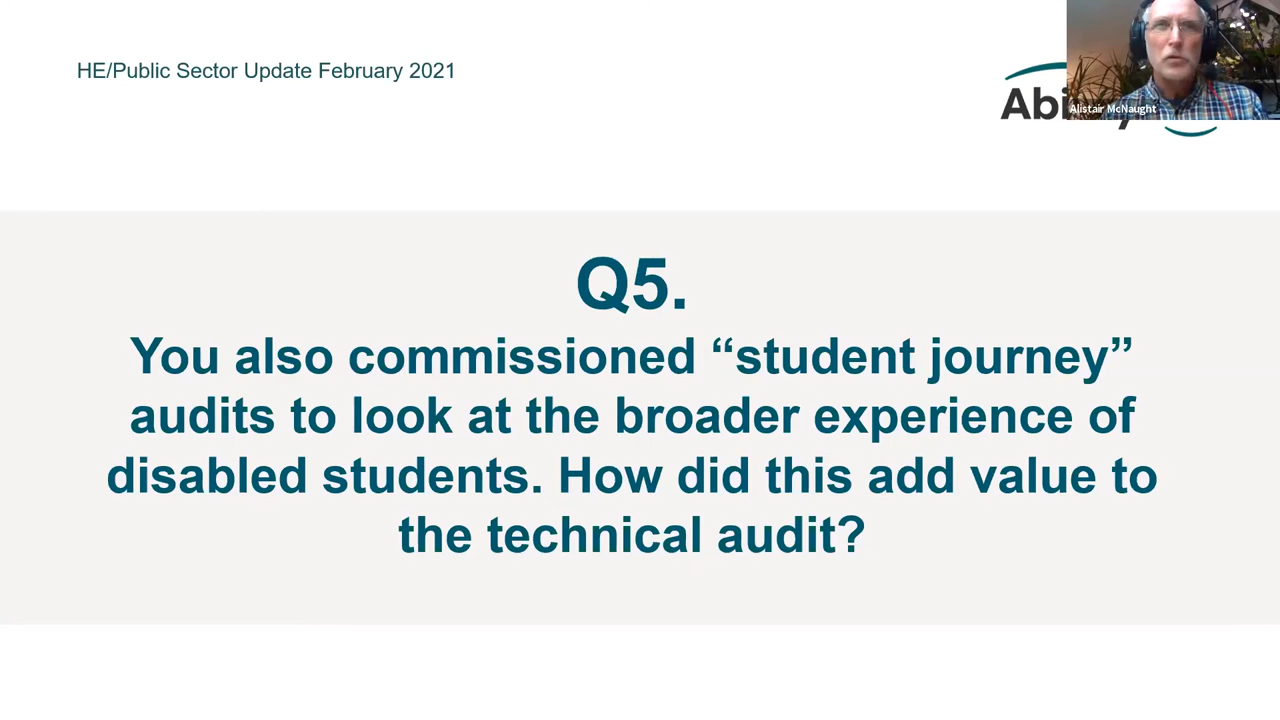 HE/Public Sector Update February 2021
Alistair McNaught
Q5.
You also commissioned “student journey”
audits to look at the broader experience of
disabled students. How did this add value to
the technical audit?